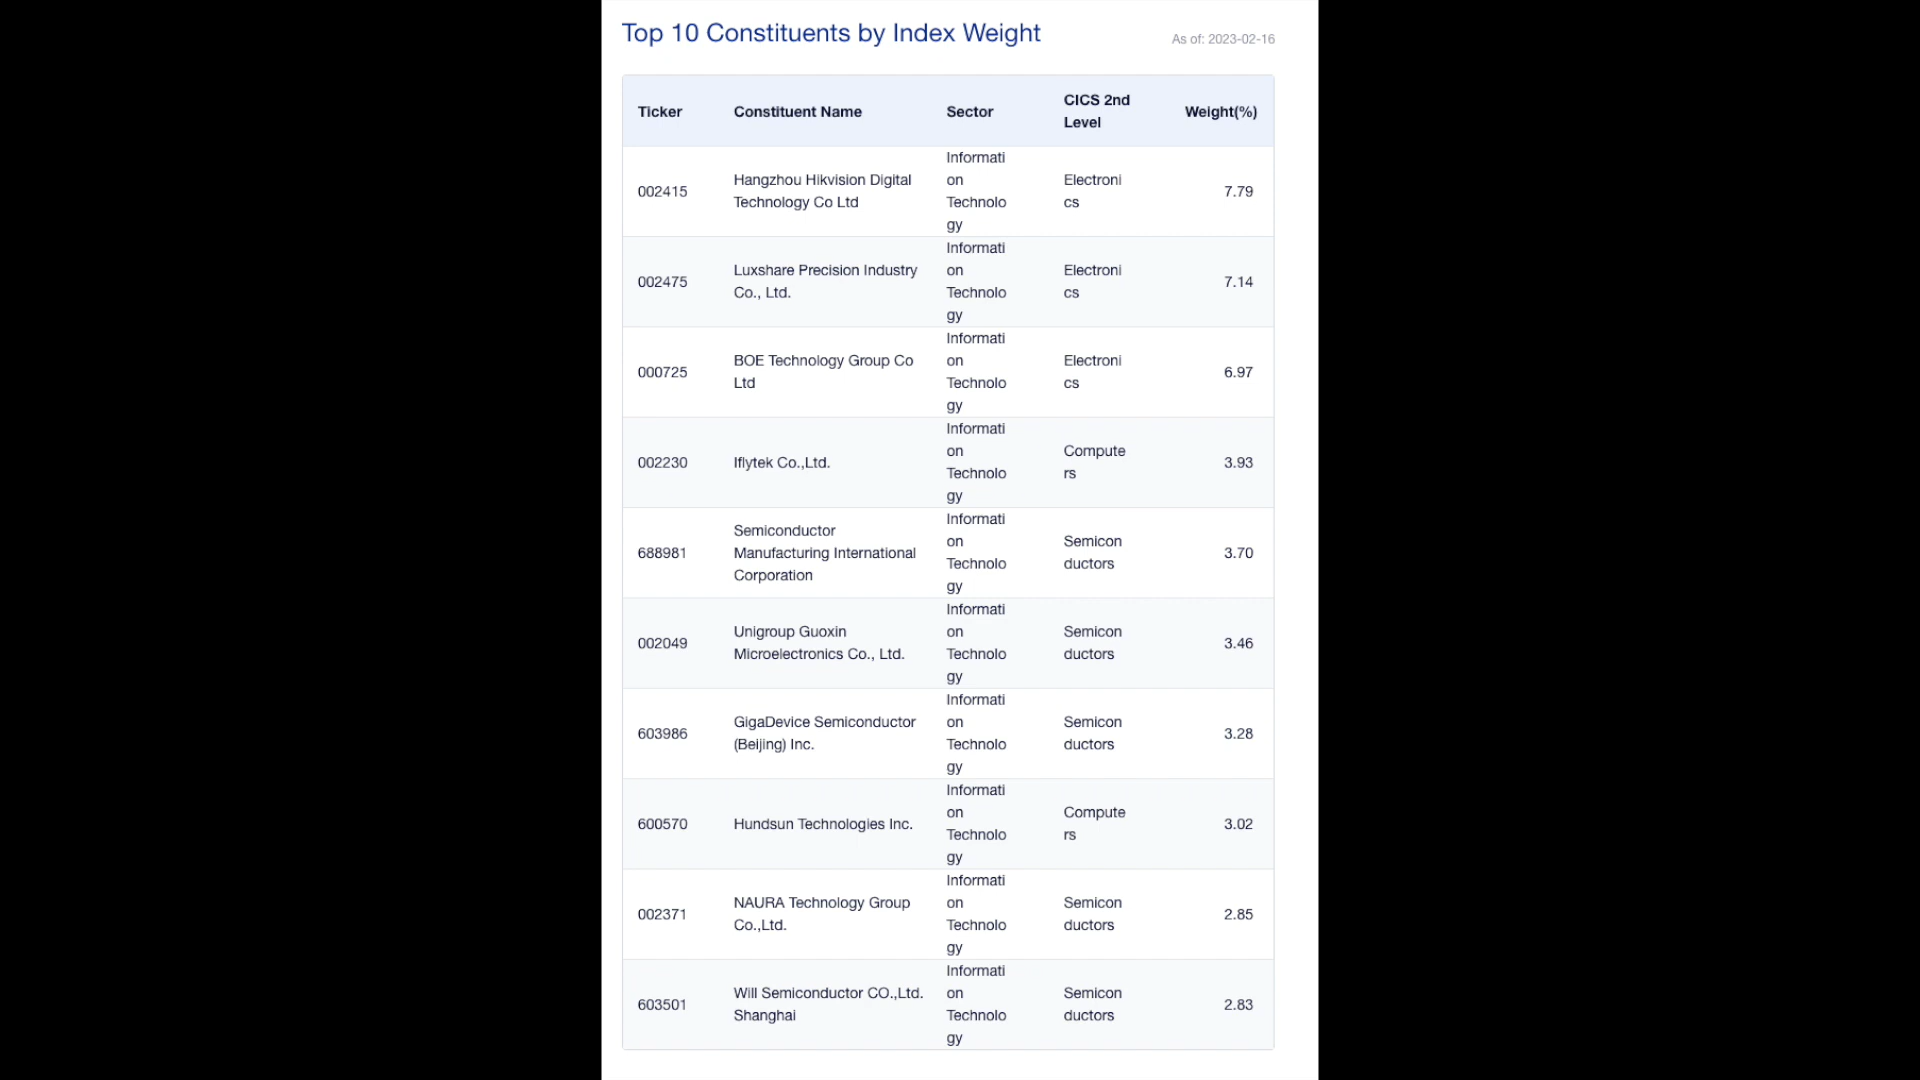 Top 10 Constituents by Index Weight
As of: 2023-02-16
Ticker
Constituent Name
Sector
CICS 2nd
Level
Weight(%)
002415
Hangzhou Hikvision Digital
Technology Co Ltd
Informati
on
Technolo
gy
Electroni
cs
7.79
002475
Luxshare Precision Industry
Co., Ltd.
Informati
on
Technolo
gy
Electroni
cs
7.14
000725
BOE Technology Group Co
Ltd
Informati
on
Technolo
gy
Electroni
cs
6.97
002230
Iflytek Co.,Ltd.
Informati
on
Technolo
gy
Compute
rs
3.93
688981
Semiconductor
Manufacturing International
Corporation
Informati
on
Technolo
gy
Semicon
ductors
3.70
002049
Unigroup Guoxin
Microelectronics Co., Ltd.
Informati
on
Technolo
gy
Semicon
ductors
3.46
603986
GigaDevice Semiconductor
(Beijing) Inc.
Informati
on
Technolo
gy
Semicon
ductors
3.28
600570
Hundsun Technologies Inc.
Informati
on
Technolo
gy
Compute
rs
3.02
002371
NAURA Technology Group
Co.,Ltd.
Informati
on
Technolo
gy
Semicon
ductors
2.85
603501
Will Semiconductor CO.,Ltd.
Shanghai
Informati
on
Technolo
gy
Semicon
ductors
2.83